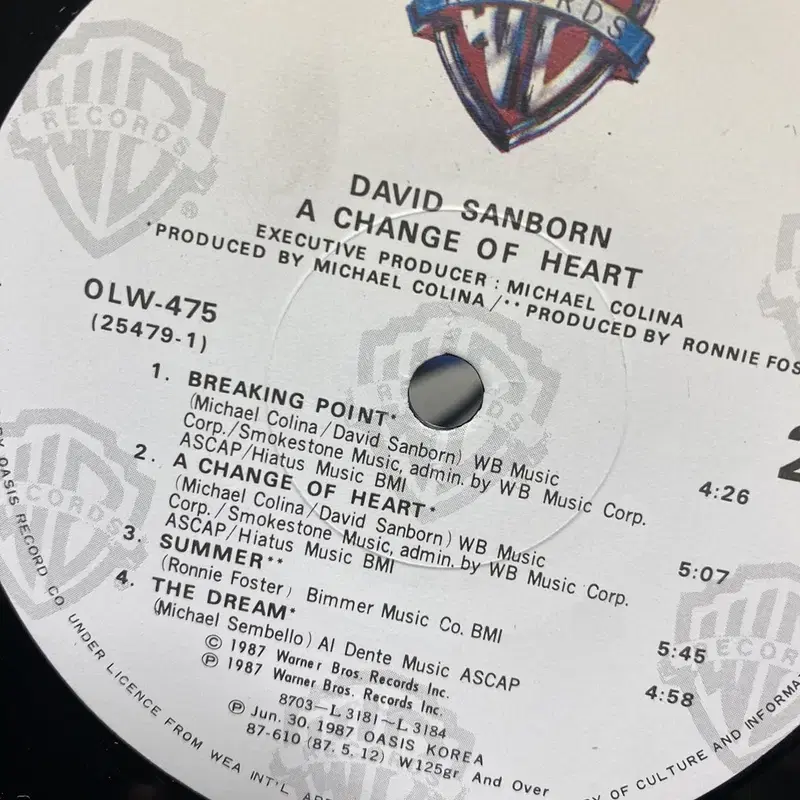 RECORDS
DAVID SANBORN
A CHANGE OF HEART
EXECUTIVE PRODUCER : MICHAEL COLINA
*PRODUCED BY MICHAEL COLINA/**PRODUCED BY RONNIE FOS
OLW-475
(25479-1)
2
1. BREAKING POINT*
(Michael Colina/David Sanborn) WB Music
Corp./Smokestone Music, admin. by WB Music Corp.
ASCAP/Hiatus Music BMI 4:26
2. A CHANGE OF HEART*
(Michael Colina/David Sanborn) WB Music
Corp./Smokestone Music, admin. by WB Music Corp.
ASCAP/Hiatus Music BMI 5:07
3. SUMMER**
(Ronnie Foster) Bimmer Music Co. BMI 5:45
4. THE DREAM*
(Michael Sembello) Al Dente Music ASCAP 4:58
© 1987 Warner Bros. Records Inc.
℗ 1987 Warner Bros. Records Inc.
8703-L 3181~L 3184
℗ Jun. 30. 1987 OASIS KOREA
87-610 (87. 5. 12) W125gr And Over
OASIS RECORD CO. UNDER LICENCE FROM WEA INT'L
OF CULTURE AND INFORMA
RECORDS
RECORDS
RECORDS
RECOR